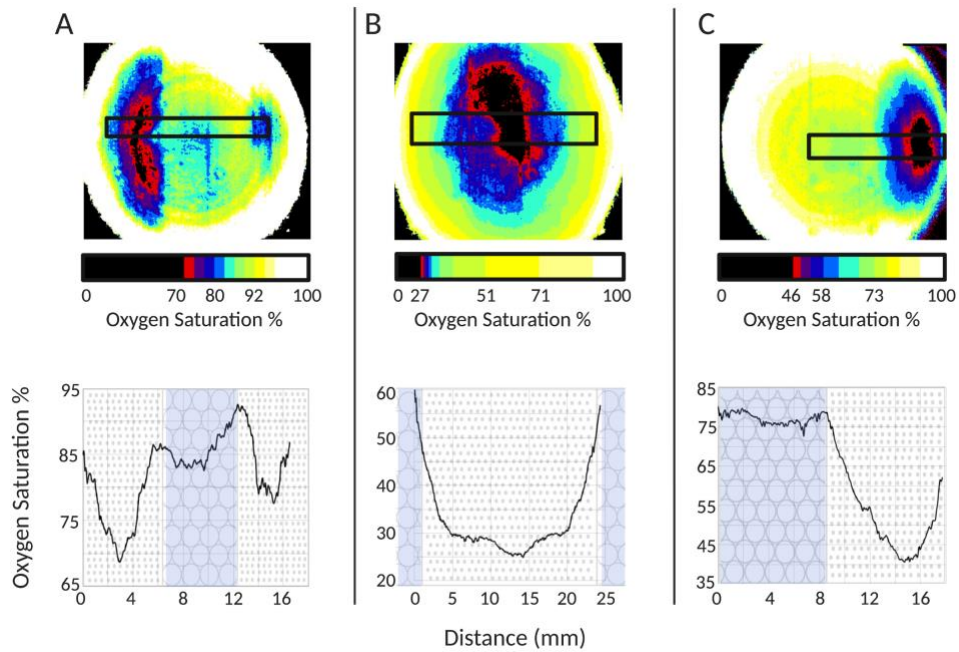 A B C
0 70 80 92 100
Oxygen Saturation %
0 27 51 71 100
Oxygen Saturation %
0 46 58 73 100
Oxygen Saturation %
Oxygen Saturation %
95
85
75
65
0 4 8 12 16
60
50
40
30
20
0 5 10 15 20 25
85
75
65
55
45
35
0 4 8 12
Distance (mm)